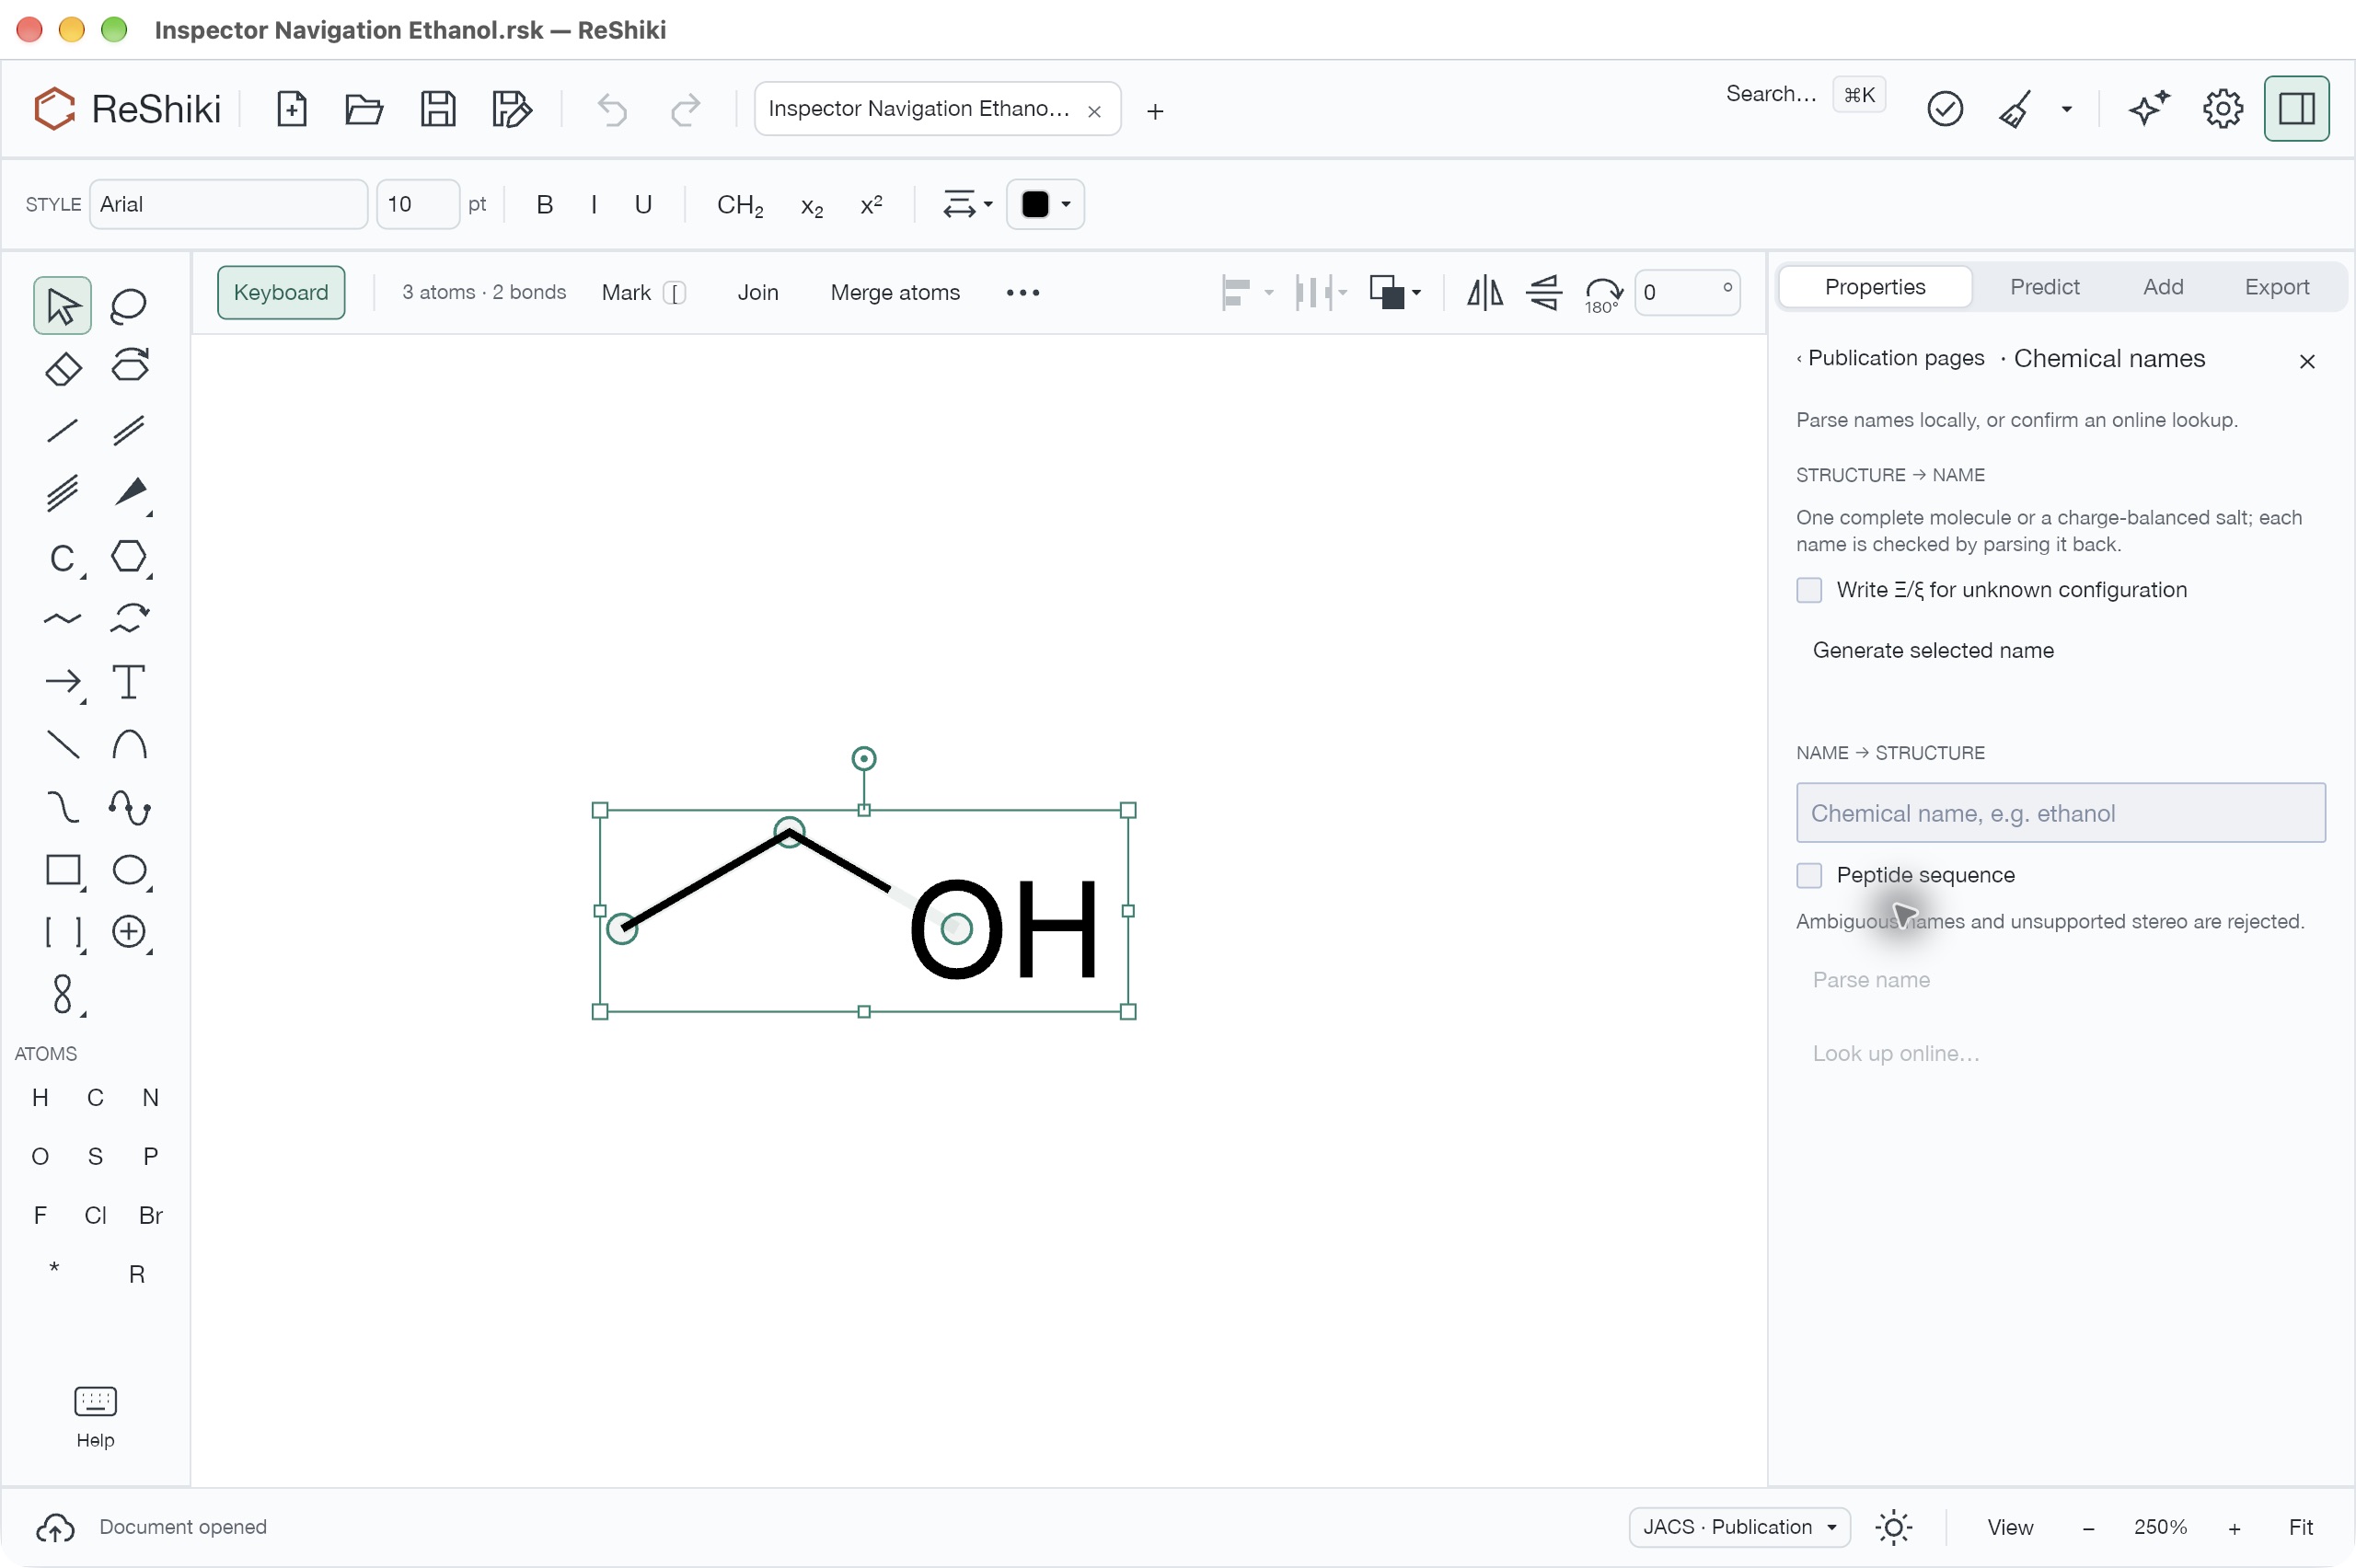 Inspector Navigation Ethanol.rsk — ReShiki
ReShiki
Inspector Navigation Ethano... × +
Search... ⌘K
STYLE Arial 10 pt B I U CH₂ x₂ x²
Keyboard 3 atoms · 2 bonds Mark [ Join Merge atoms •••
180° 0 °
Properties Predict Add Export
‹ Publication pages · Chemical names ×
Parse names locally, or confirm an online lookup.
STRUCTURE → NAME
One complete molecule or a charge-balanced salt; each
name is checked by parsing it back.
Write Ξ/ξ for unknown configuration
Generate selected name
NAME → STRUCTURE
Chemical name, e.g. ethanol
Peptide sequence
Ambiguous names and unsupported stereo are rejected.
Parse name
Look up online...
C
T
[ ]
ATOMS
H C N
O S P
F Cl Br
* R
Help
OH
Document opened
JACS · Publication
View − 250% + Fit